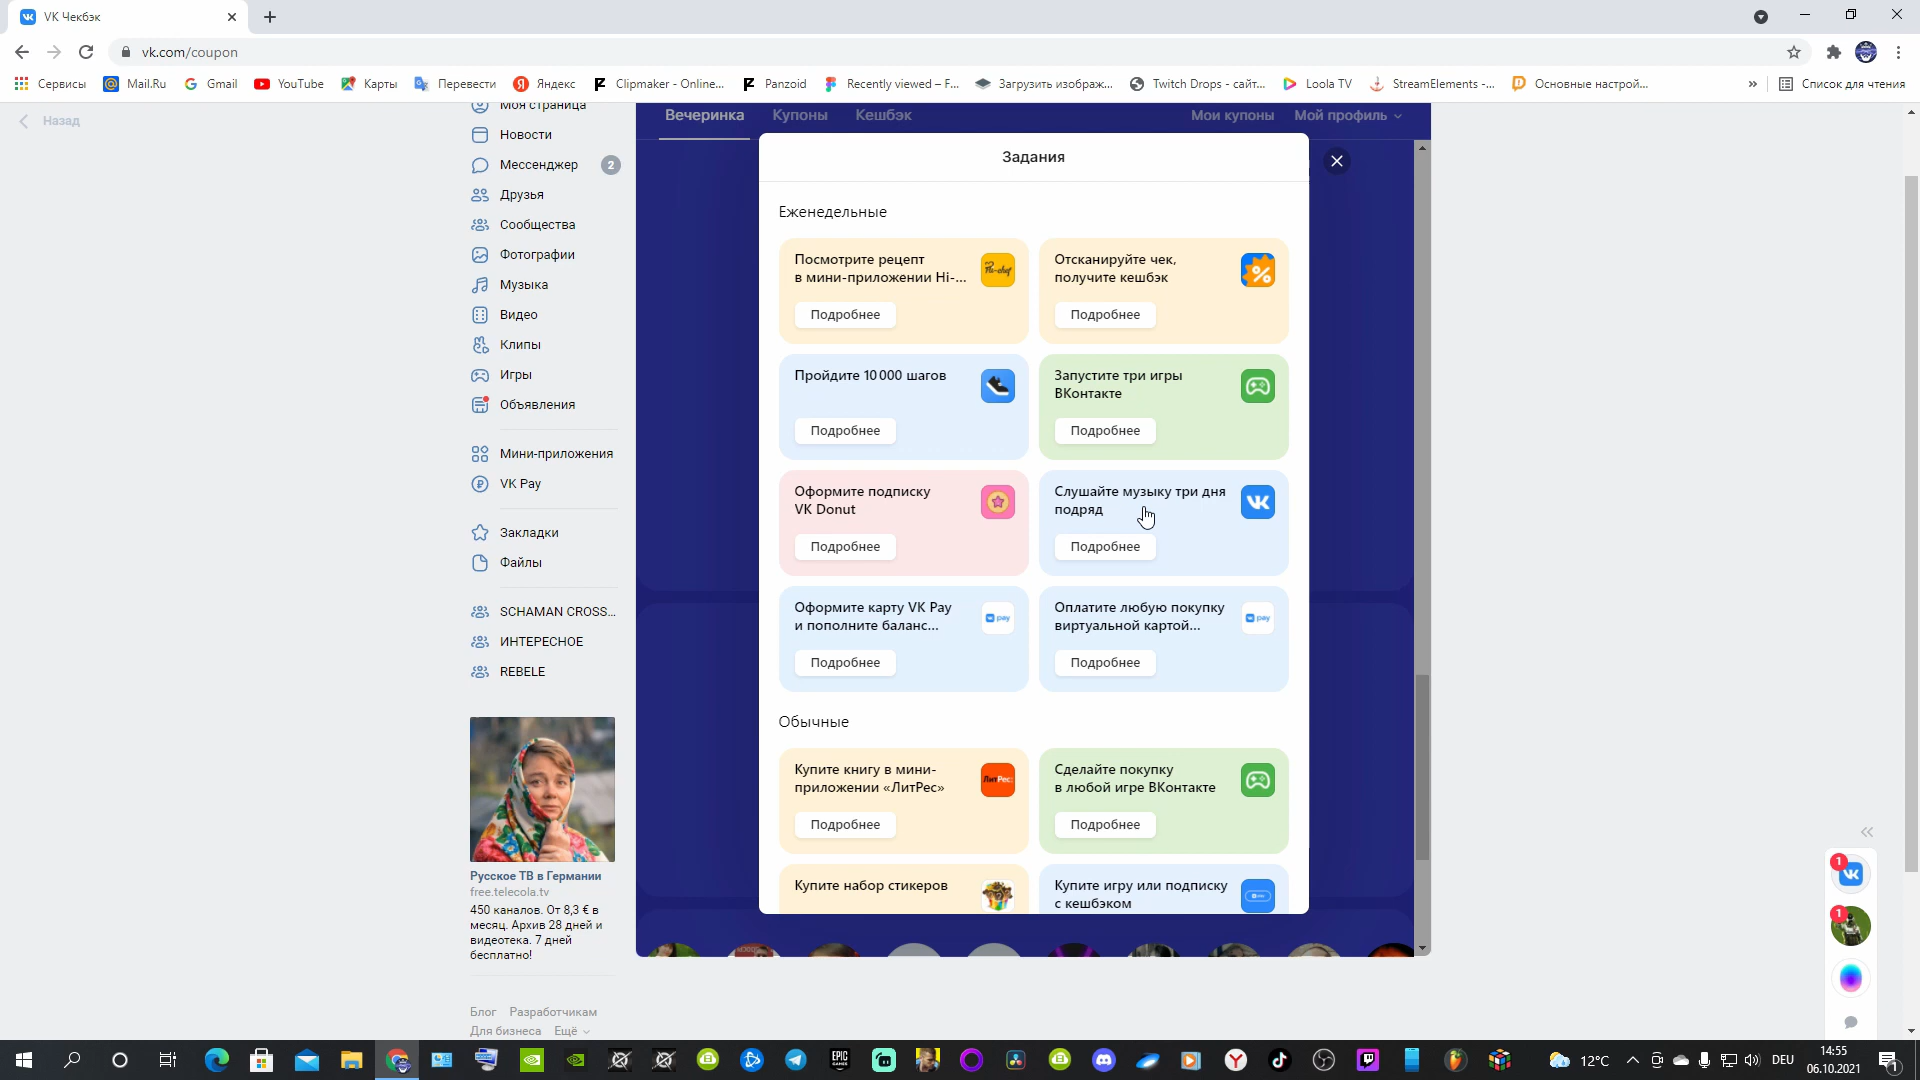 VK Чекбэк
vk.com/coupon
Сервисы
Mail.Ru
Gmail
YouTube
Карты
Перевести
Яндекс
Clipmaker - Online...
Panzoid
Recently viewed – F...
Загрузить изображ...
Twitch Drops - сайт...
Loola TV
StreamElements -...
Основные настрой...
»
Список для чтения
Назад
Моя страница
Новости
Мессенджер
2
Друзья
Сообщества
Фотографии
Музыка
Видео
Клипы
Игры
Объявления
Мини-приложения
VK Pay
Закладки
Файлы
SCHAMAN CROSS...
ИНТЕРЕСНОЕ
REBELE
Русское ТВ в Германии
free.telecola.tv
450 каналов. От 8,3 € в
месяц. Архив 28 дней и
видеотека. 7 дней
бесплатно!
Блог Разработчикам
Для бизнеса Ещё
Вечеринка
Купоны
Кешбэк
Мои купоны
Мой профиль
Задания
Еженедельные
Посмотрите рецепт
в мини-приложении Hi-...
Подробнее
Отсканируйте чек,
получите кешбэк
Подробнее
Пройдите 10 000 шагов
Подробнее
Запустите три игры
ВКонтакте
Подробнее
Оформите подписку
VK Donut
Подробнее
Слушайте музыку три дня
подряд
Подробнее
Оформите карту VK Pay
и пополните баланс...
pay
Подробнее
Оплатите любую покупку
виртуальной картой...
pay
Подробнее
Обычные
Купите книгу в мини-
приложении «ЛитРес»
ЛитРес:
Подробнее
Сделайте покупку
в любой игре ВКонтакте
Подробнее
Купите набор стикеров
Купите игру или подписку
с кешбэком
1
1
EPIC
GAMES
12°C
DEU
14:55
06.10.2021
1